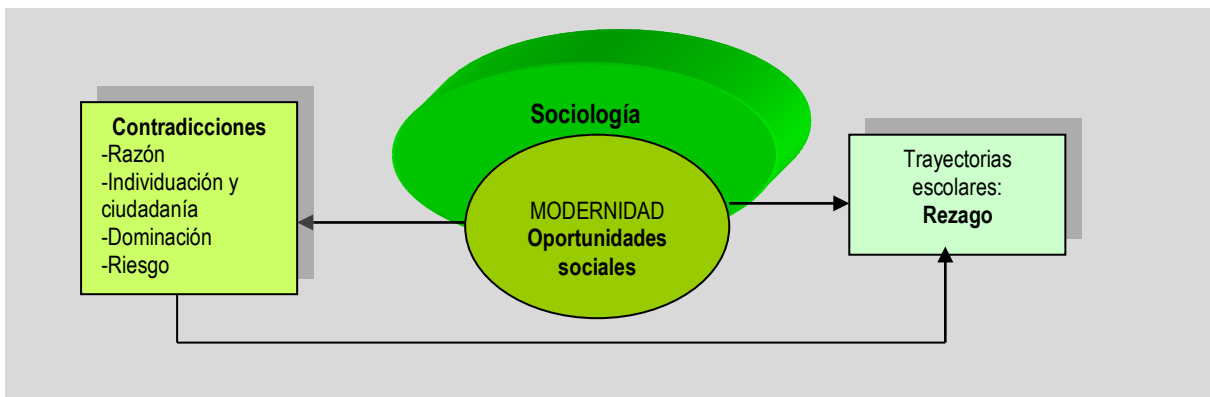 Contradicciones
-Razón
-Individuación y
ciudadanía
-Dominación
-Riesgo
Sociología
MODERNIDAD
Oportunidades
sociales
Trayectorias
escolares:
Rezago